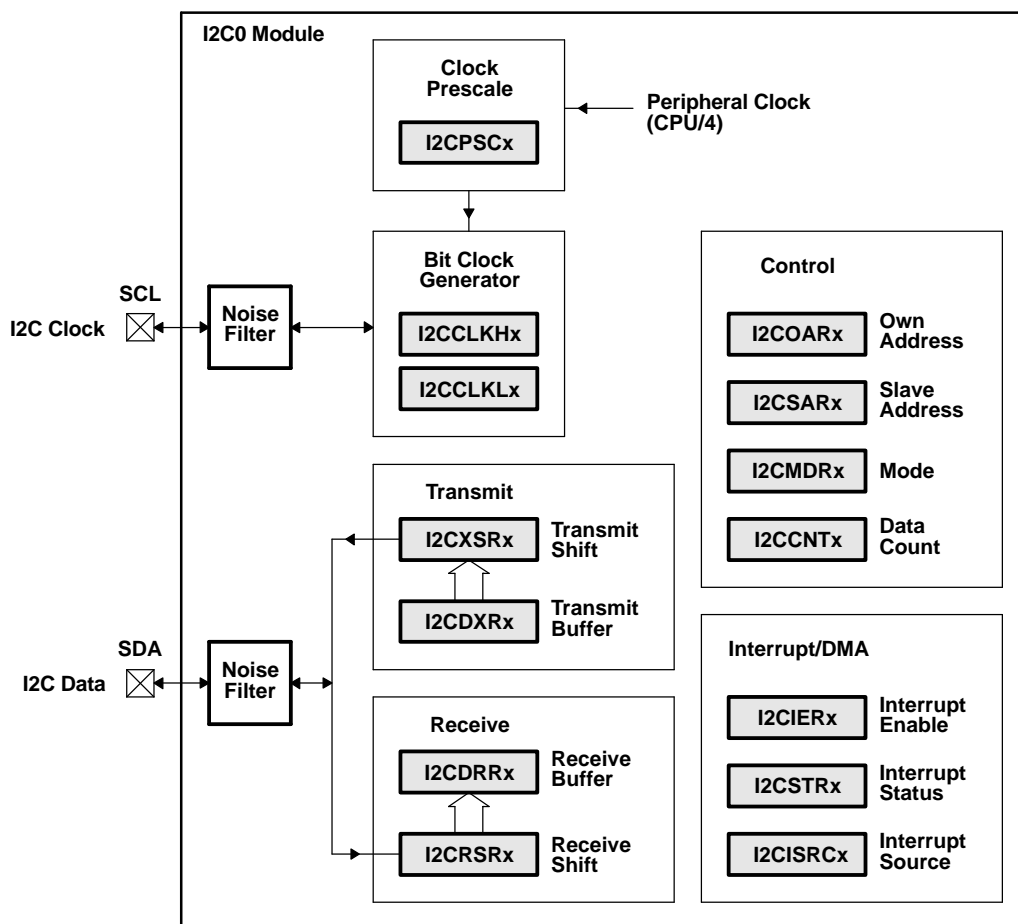 I2C0 Module
Clock
Prescale
I2CPSCx
Peripheral Clock
(CPU/4)
Bit Clock
Generator
I2CCLKHx
I2CCLKLx
SCL
I2C Clock
Noise
Filter
Control
I2COARx
Own
Address
I2CSARx
Slave
Address
I2CMDRx
Mode
I2CCNTx
Data
Count
Transmit
I2CXSRx
Transmit
Shift
I2CDXRx
Transmit
Buffer
SDA
I2C Data
Noise
Filter
Receive
I2CDRRx
Receive
Buffer
I2CRSRx
Receive
Shift
Interrupt/DMA
I2CIERx
Interrupt
Enable
I2CSTRx
Interrupt
Status
I2CISRCx
Interrupt
Source